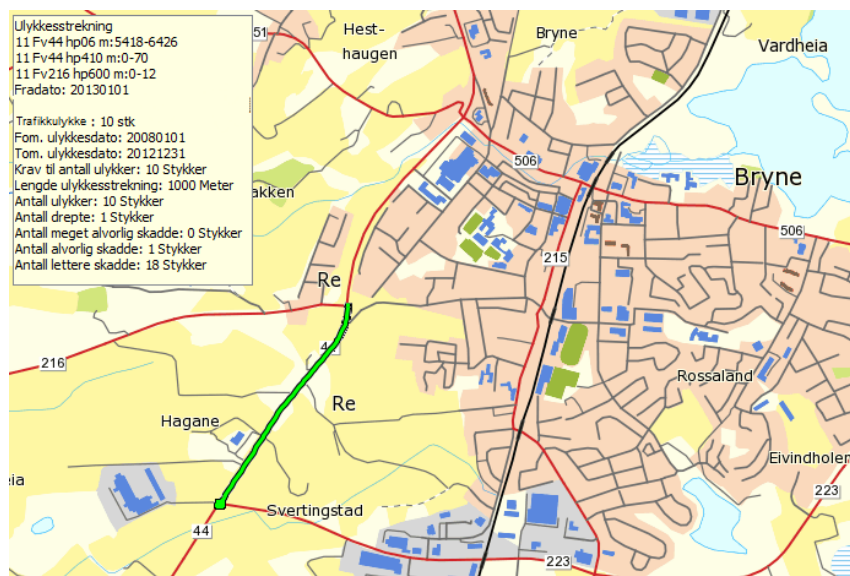 Ulykkesstrekning
11 Fv44 hp06 m:5418-6426
11 Fv44 hp410 m:0-70
11 Fv216 hp600 m:0-12
Fradato: 20130101
Trafikkulykke : 10 stk
Fom. ulykkesdato: 20080101
Tom. ulykkesdato: 20121231
Krav til antall ulykker: 10 Stykker
Lengde ulykkesstrekning: 1000 Meter
Antall ulykker: 10 Stykker
Antall drepte: 1 Stykker
Antall meget alvorlig skadde: 0 Stykker
Antall alvorlig skadde: 1 Stykker
Antall lettere skadde: 18 Stykker
51
Hest-
haugen
Bryne
Vardheia
506
akken
Bryne
506
215
Re
216
Re
Rossaland
Hagane
Eivindholen
eia
223
Svertingstad
44
223